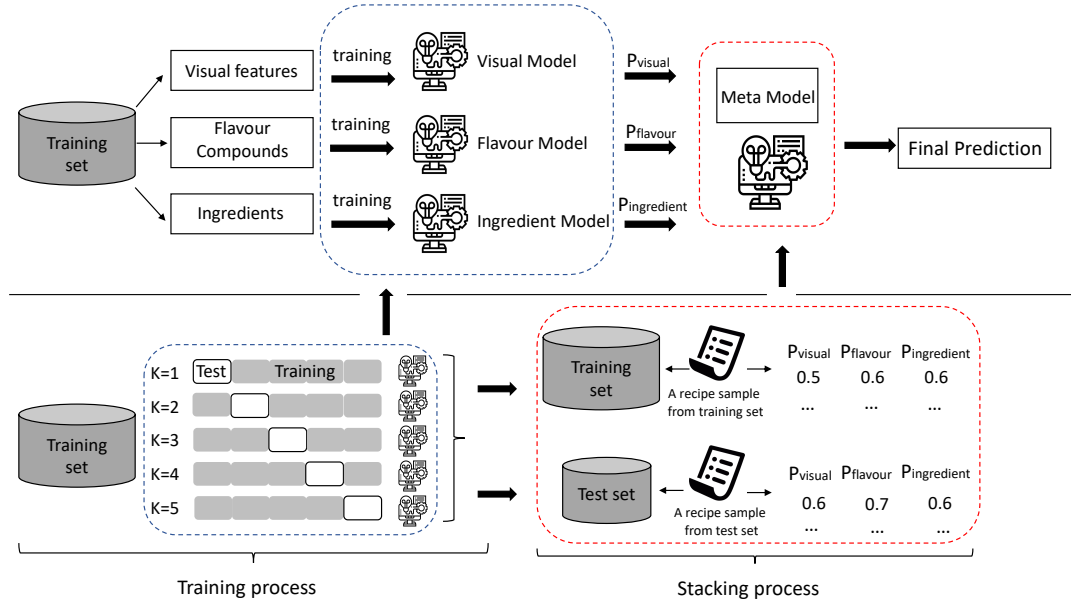 Training
set
Visual features
Flavour
Compounds
Ingredients
training
training
training
Visual Model
Flavour Model
Ingredient Model
Pvisual
Pflavour
Pingredient
Meta Model
Final Prediction
Training
set
K=1
Test
Training
K=2
K=3
K=4
K=5
Training process
Training
set
A recipe sample
from training set
Pvisual Pflavour Pingredient
0.5 0.6 0.6
... ... ...
Test set
A recipe sample
from test set
Pvisual Pflavour Pingredient
0.6 0.7 0.6
... ... ...
Stacking process